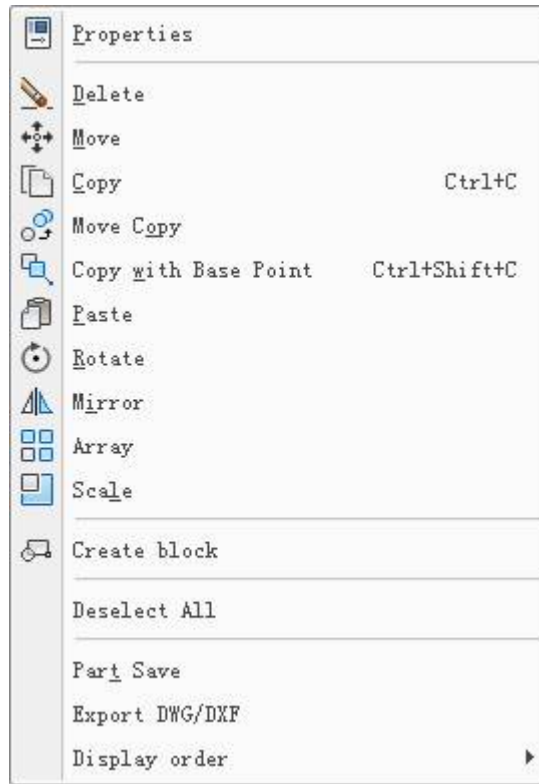 Properties
Delete
Move
Copy Ctrl+C
Move Copy
Copy with Base Point Ctrl+Shift+C
Paste
Rotate
Mirror
Array
Scale
Create block
Deselect All
Part Save
Export DWG/DXF
Display order